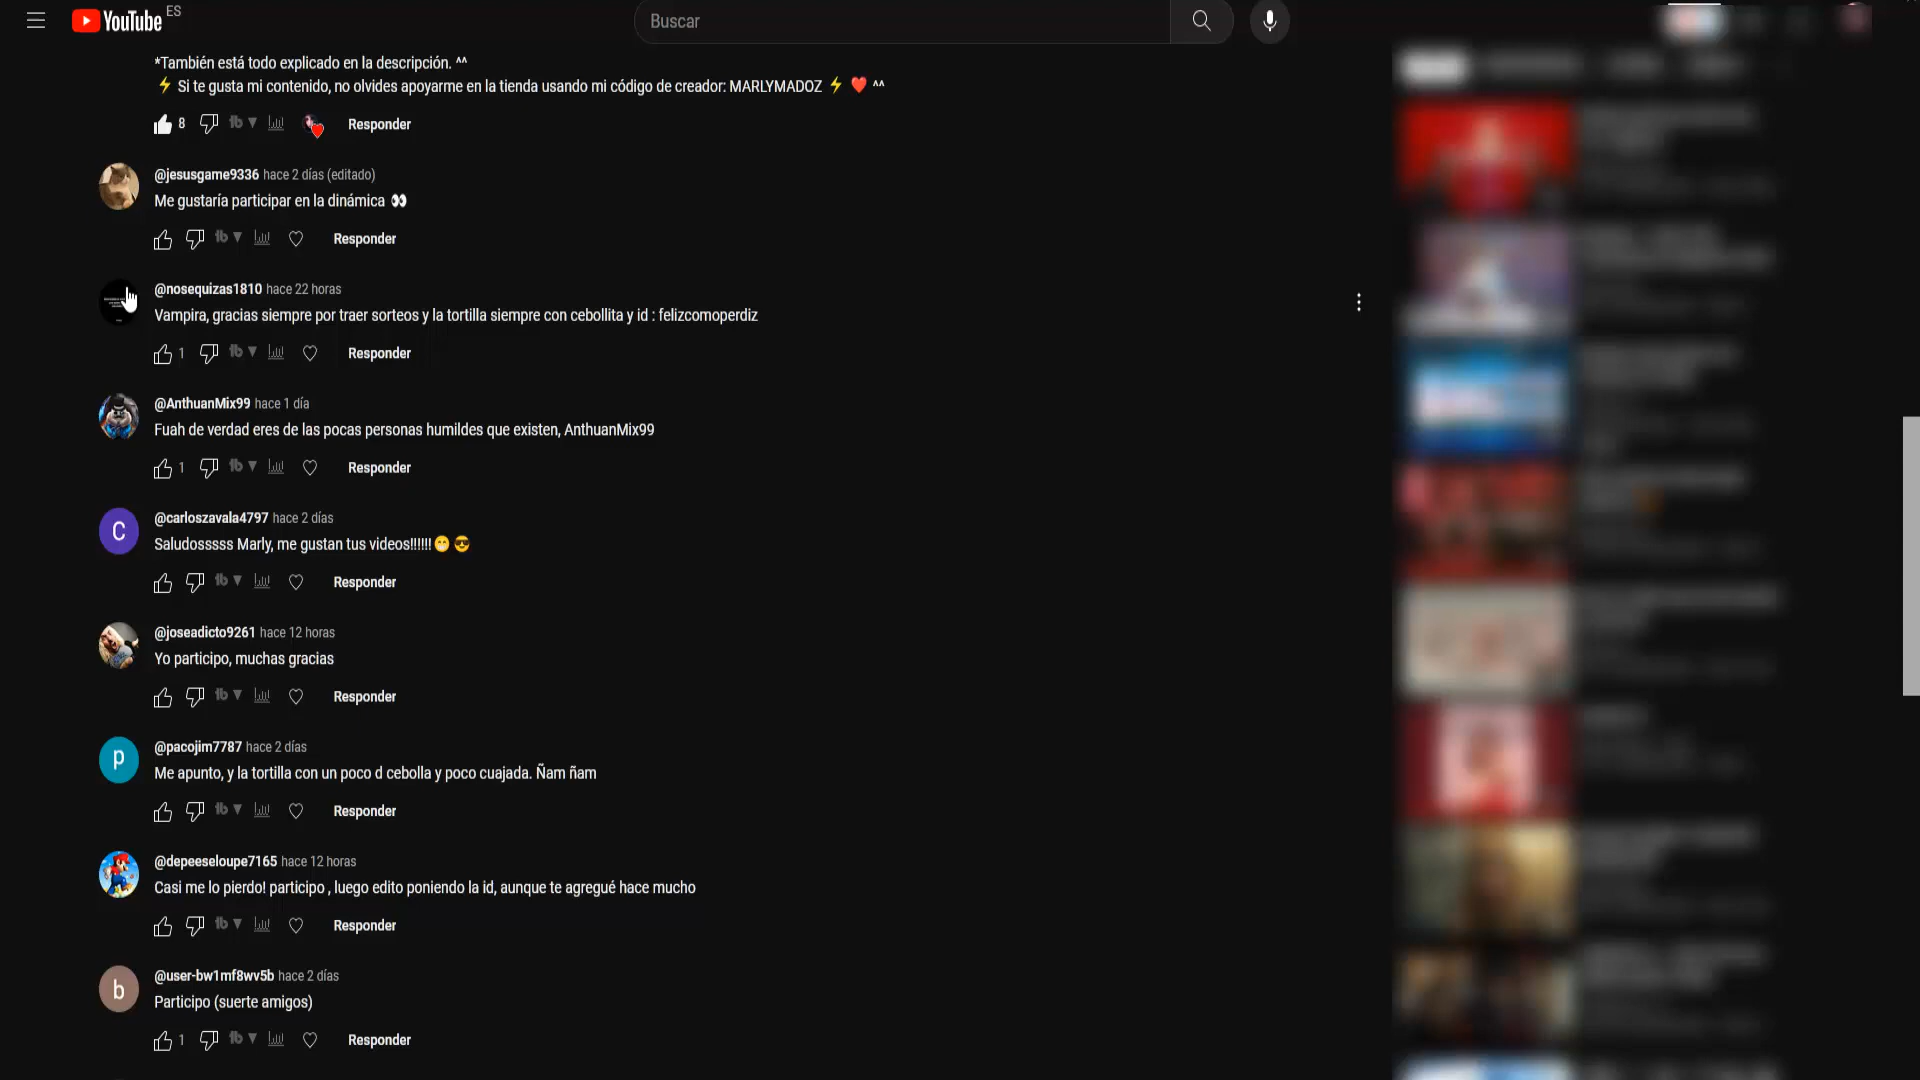 YouTube ES
Buscar
*También está todo explicado en la descripción. ^^
⚡ Si te gusta mi contenido, no olvides apoyarme en la tienda usando mi código de creador: MARLYMADOZ ⚡ ❤️ ^^
8 Responder
@jesusgame9336 hace 2 días (editado)
Me gustaría participar en la dinámica 👀
Responder
@nosequizas1810 hace 22 horas
Vampira, gracias siempre por traer sorteos y la tortilla siempre con cebollita y id : felizcomoperdiz
1 Responder
@AnthuanMix99 hace 1 día
Fuah de verdad eres de las pocas personas humildes que existen, AnthuanMix99
1 Responder
C
@carloszavala4797 hace 2 días
Saludosssss Marly, me gustan tus videos!!!!!!😁😎
Responder
@joseadicto9261 hace 12 horas
Yo participo, muchas gracias
Responder
p
@pacojim7787 hace 2 días
Me apunto, y la tortilla con un poco d cebolla y poco cuajada. Ñam ñam
Responder
@depeeseloupe7165 hace 12 horas
Casi me lo pierdo! participo , luego edito poniendo la id, aunque te agregué hace mucho
Responder
b
@user-bw1mf8wv5b hace 2 días
Participo (suerte amigos)
1 Responder